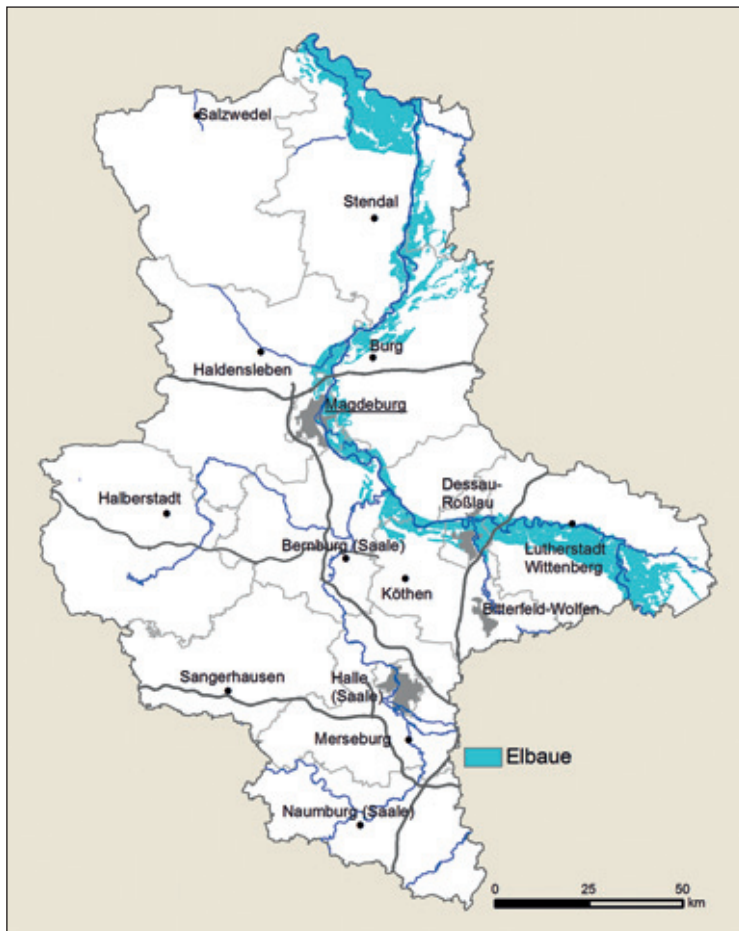 Salzwedel
Stendal
Burg
Haldensleben
Magdeburg
Dessau-
Roßlau
Halberstadt
Lutherstadt
Wittenberg
Bernburg (Saale)
Köthen
Bitterfeld-Wolfen
Sangerhausen
Halle
(Saale)
Merseburg
Elbaue
Naumburg (Saale)
0 25 50
km